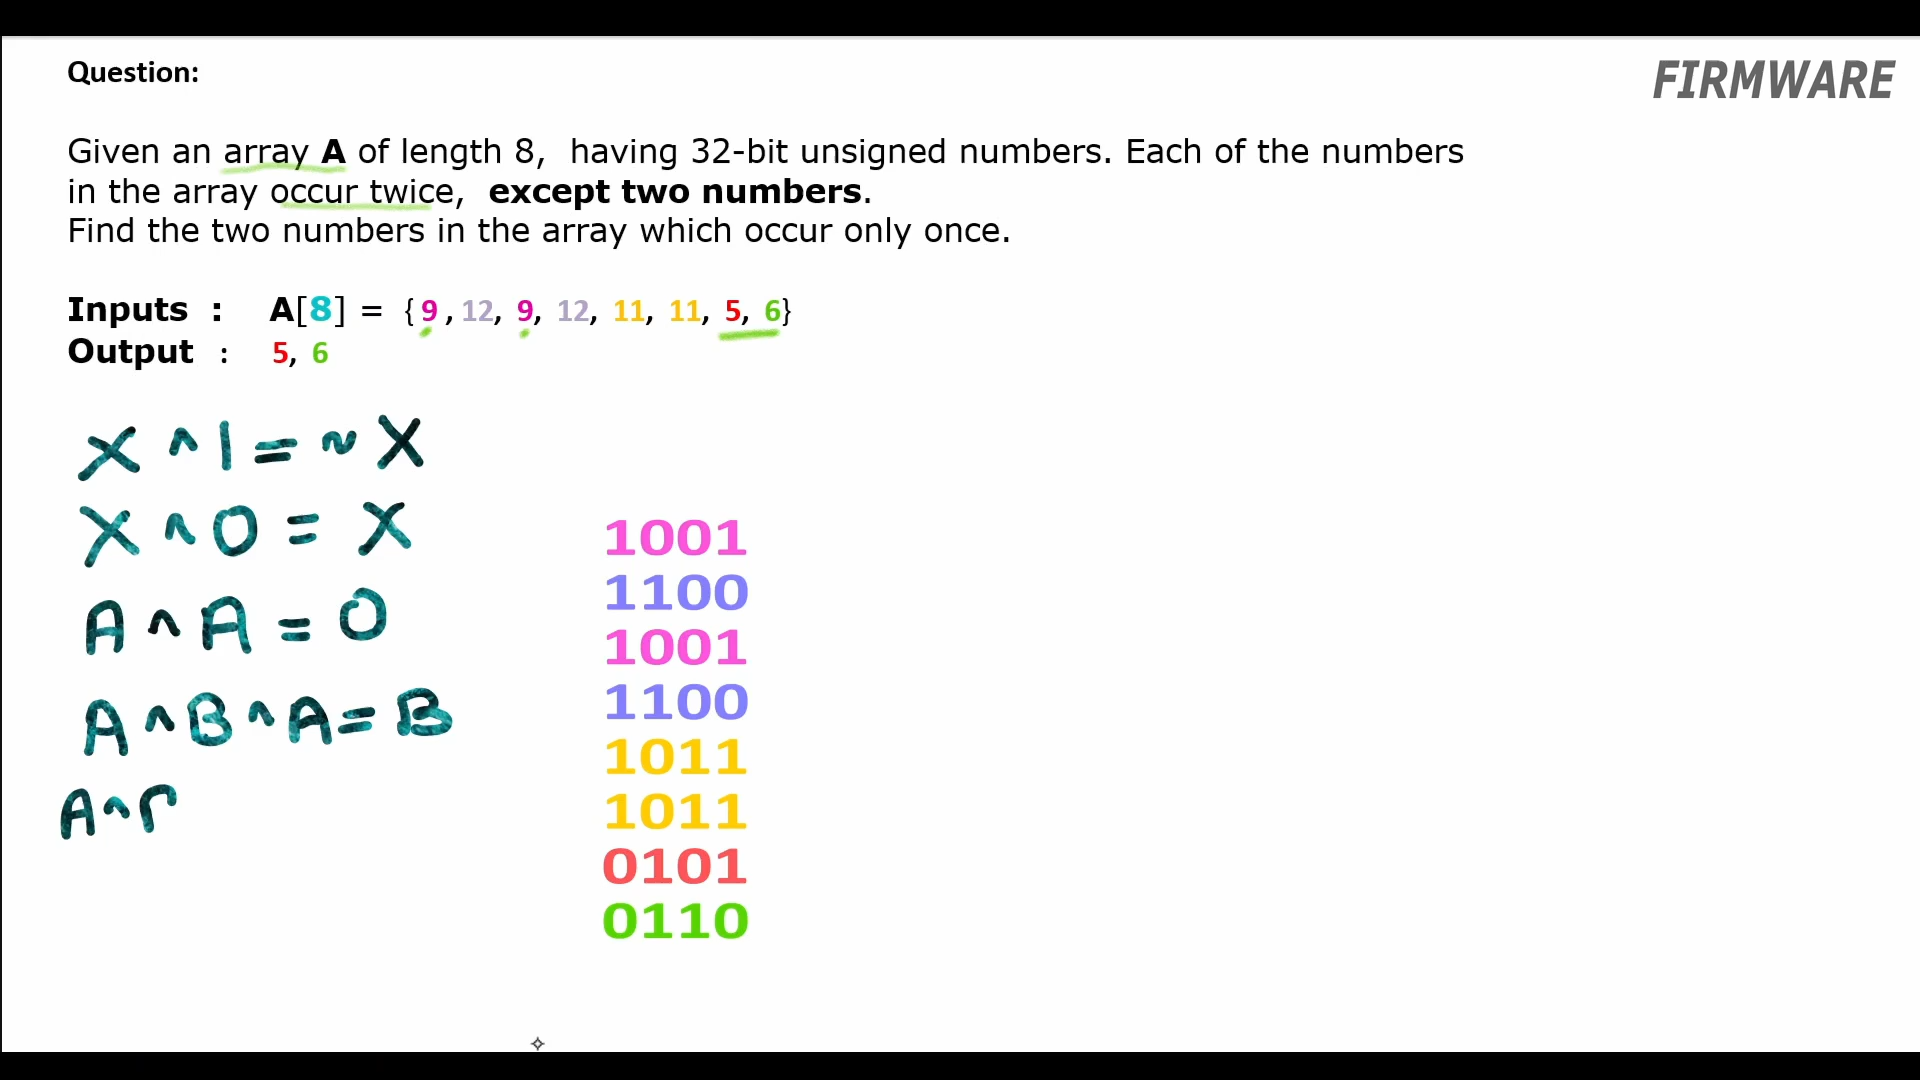 Question:
FIRMWARE
Given an array A of length 8, having 32-bit unsigned numbers. Each of the numbers
in the array occur twice, except two numbers.
Find the two numbers in the array which occur only once.
Inputs : A[8] = { 9 , 12, 9, 12, 11, 11, 5, 6}
Output : 5, 6
X ^ 1 = ~ X
X ^ 0 = X
A ^ A = 0
A ^ B ^ A = B
A ^
1001
1100
1001
1100
1011
1011
0101
0110